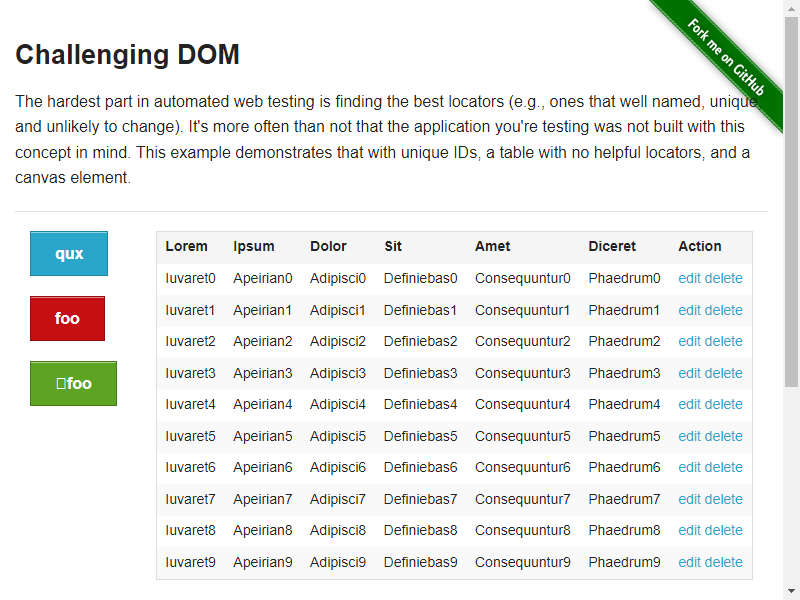 Fork me on GitHub
Challenging DOM
The hardest part in automated web testing is finding the best locators (e.g., ones that well named, unique
and unlikely to change). It's more often than not that the application you're testing was not built with this
concept in mind. This example demonstrates that with unique IDs, a table with no helpful locators, and a
canvas element.
qux
foo
foo
Lorem Ipsum Dolor Sit Amet Diceret Action
Iuvaret0 Apeirian0 Adipisci0 Definiebas0 Consequuntur0 Phaedrum0 edit delete
Iuvaret1 Apeirian1 Adipisci1 Definiebas1 Consequuntur1 Phaedrum1 edit delete
Iuvaret2 Apeirian2 Adipisci2 Definiebas2 Consequuntur2 Phaedrum2 edit delete
Iuvaret3 Apeirian3 Adipisci3 Definiebas3 Consequuntur3 Phaedrum3 edit delete
Iuvaret4 Apeirian4 Adipisci4 Definiebas4 Consequuntur4 Phaedrum4 edit delete
Iuvaret5 Apeirian5 Adipisci5 Definiebas5 Consequuntur5 Phaedrum5 edit delete
Iuvaret6 Apeirian6 Adipisci6 Definiebas6 Consequuntur6 Phaedrum6 edit delete
Iuvaret7 Apeirian7 Adipisci7 Definiebas7 Consequuntur7 Phaedrum7 edit delete
Iuvaret8 Apeirian8 Adipisci8 Definiebas8 Consequuntur8 Phaedrum8 edit delete
Iuvaret9 Apeirian9 Adipisci9 Definiebas9 Consequuntur9 Phaedrum9 edit delete